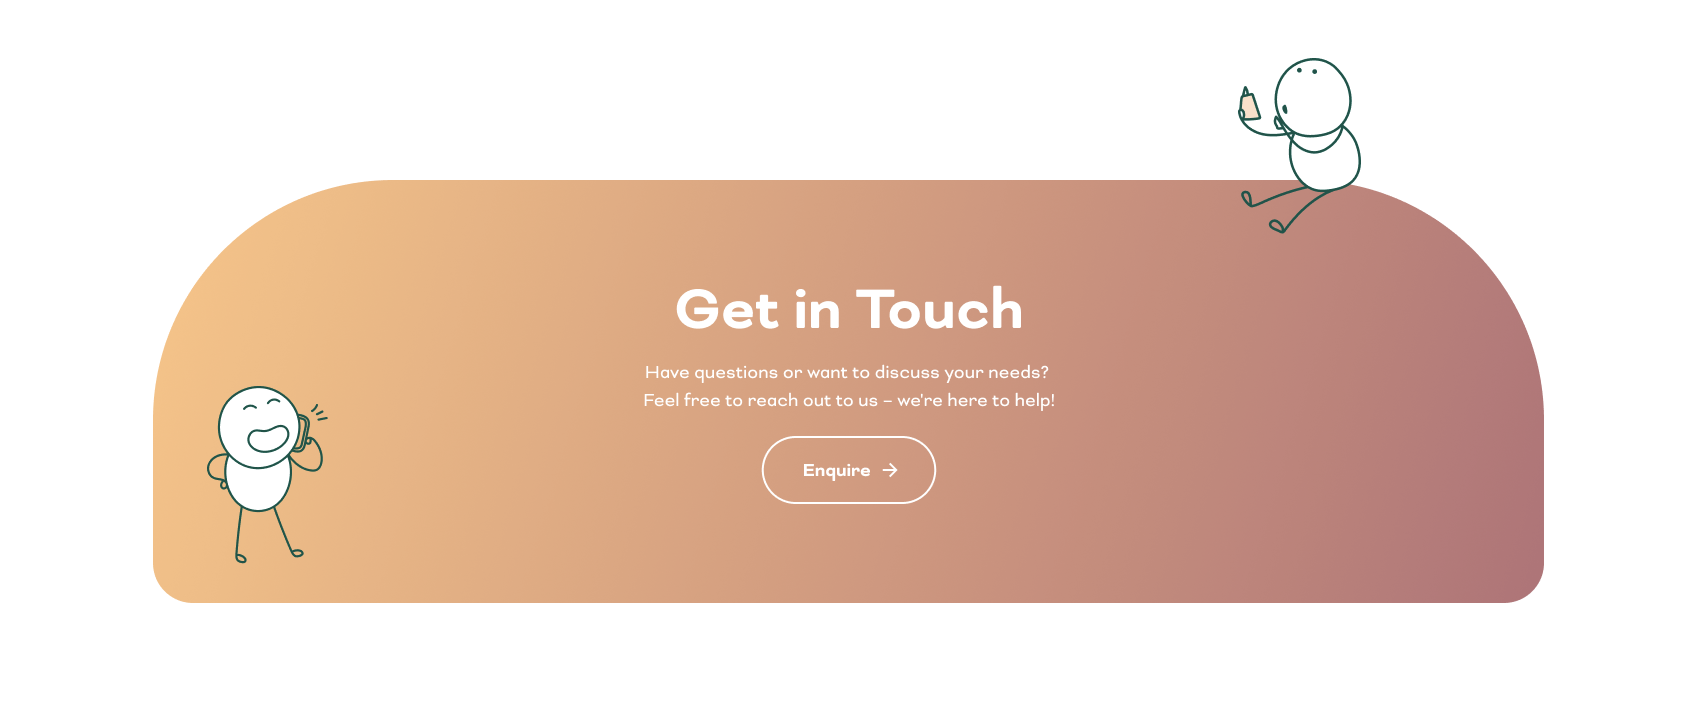 Get in Touch
Have questions or want to discuss your needs?
Feel free to reach out to us – we're here to help!
Enquire →